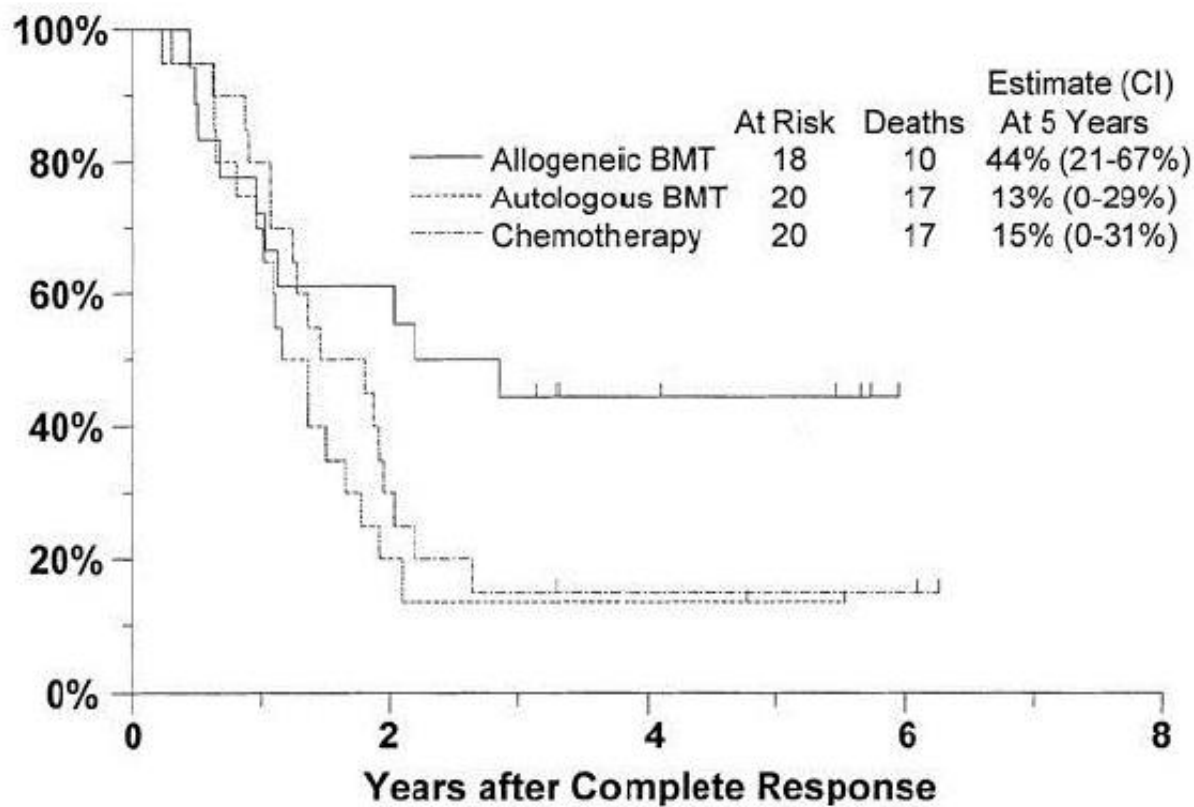 100%
80%
60%
40%
20%
0%
Estimate (CI)
At Risk Deaths At 5 Years
Allogeneic BMT 18 10 44% (21-67%)
Autologous BMT 20 17 13% (0-29%)
Chemotherapy 20 17 15% (0-31%)
0 2 4 6 8
Years after Complete Response